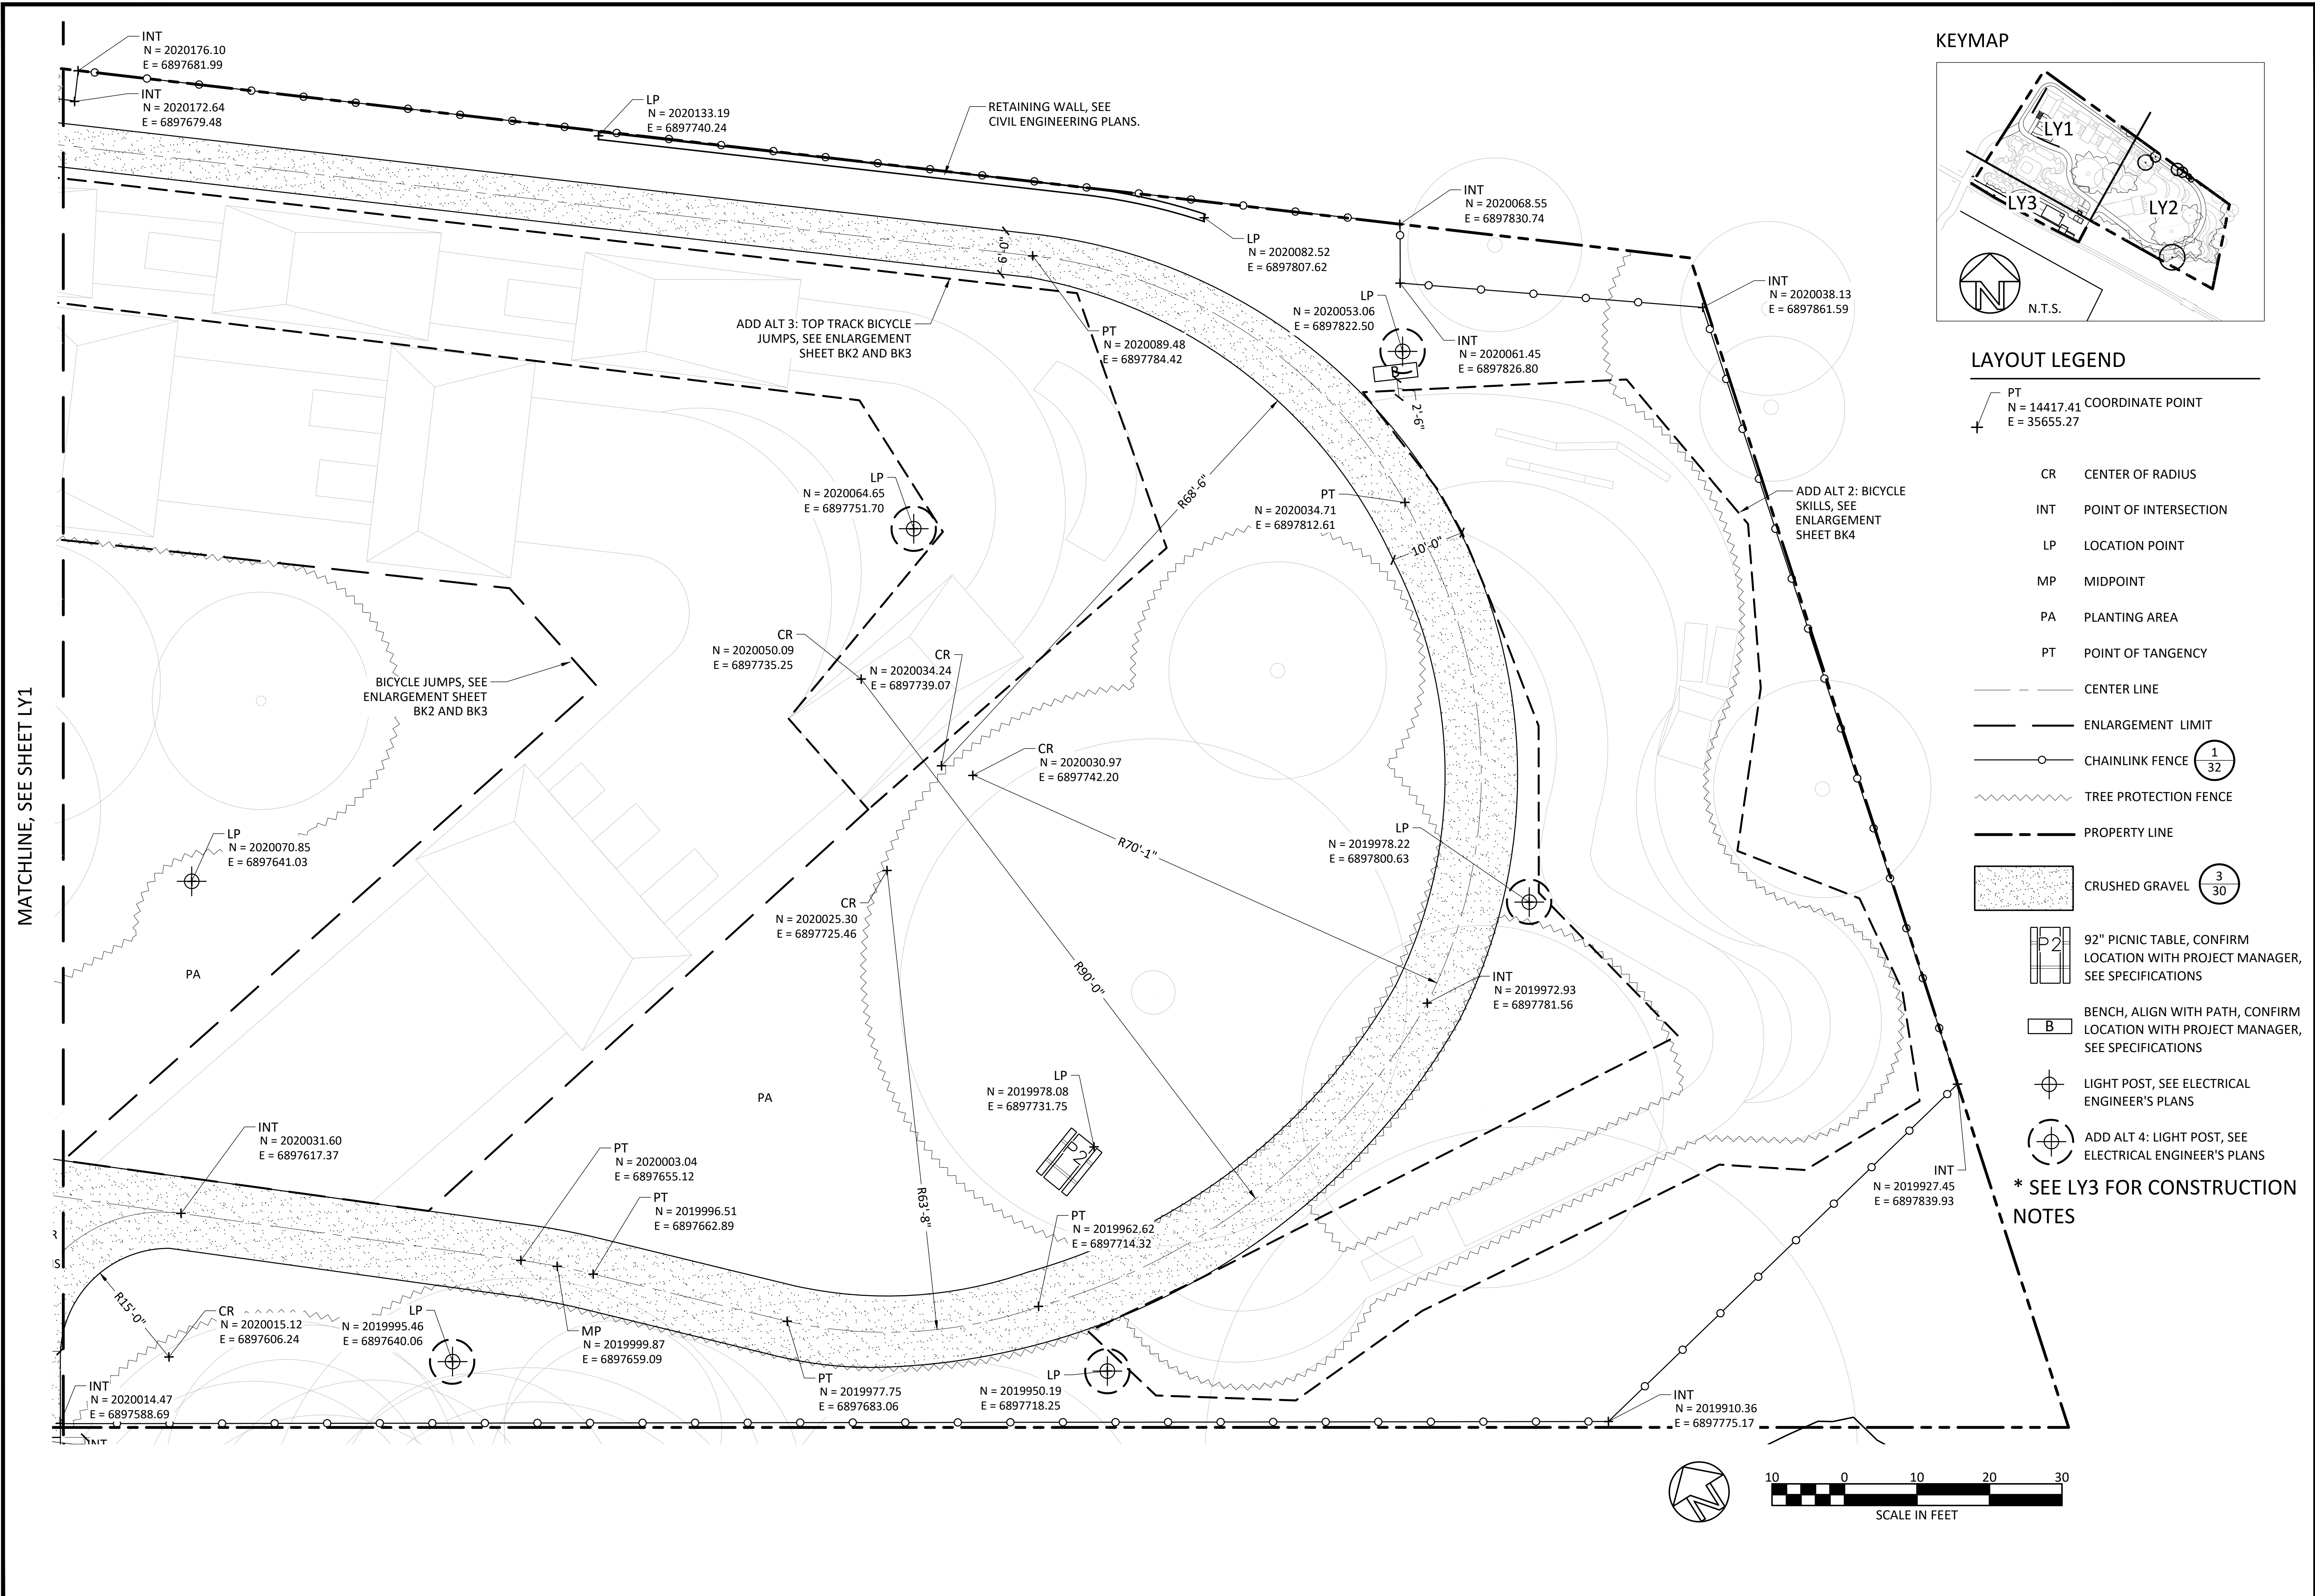 INT
N = 2020176.10
E = 6897681.99
INT
N = 2020172.64
E = 6897679.48
LP
N = 2020133.19
E = 6897740.24
RETAINING WALL, SEE
CIVIL ENGINEERING PLANS.
INT
N = 2020068.55
E = 6897830.74
LP
N = 2020082.52
E = 6897807.62
6'-0"
LP
N = 2020053.06
E = 6897822.50
INT
N = 2020038.13
E = 6897861.59
ADD ALT 3: TOP TRACK BICYCLE
JUMPS, SEE ENLARGEMENT
SHEET BK2 AND BK3
PT
N = 2020089.48
E = 6897784.42
INT
N = 2020061.45
E = 6897826.80
B
2'-6"
LP
N = 2020064.65
E = 6897751.70
R68'-6"
PT
N = 2020034.71
E = 6897812.61
10'-0"
ADD ALT 2: BICYCLE
SKILLS, SEE
ENLARGEMENT
SHEET BK4
CR
N = 2020050.09
E = 6897735.25
CR
N = 2020034.24
E = 6897739.07
BICYCLE JUMPS, SEE
ENLARGEMENT SHEET
BK2 AND BK3
MATCHLINE, SEE SHEET LY1
CR
N = 2020030.97
E = 6897742.20
R70'-1"
LP
N = 2020070.85
E = 6897641.03
LP
N = 2019978.22
E = 6897800.63
CR
N = 2020025.30
E = 6897725.46
PA
R90'-0"
INT
N = 2019972.93
E = 6897781.56
LP
N = 2019978.08
E = 6897731.75
P2
PA
INT
N = 2020031.60
E = 6897617.37
PT
N = 2020003.04
E = 6897655.12
PT
N = 2019996.51
E = 6897662.89
R63'-8"
PT
N = 2019962.62
E = 6897714.32
INT
N = 2019927.45
E = 6897839.93
R
IS
R15'-0"
CR
N = 2020015.12
E = 6897606.24
LP
N = 2019995.46
E = 6897640.06
MP
N = 2019999.87
E = 6897659.09
PT
N = 2019977.75
E = 6897683.06
LP
N = 2019950.19
E = 6897718.25
INT
N = 2020014.47
E = 6897588.69
INT
INT
N = 2019910.36
E = 6897775.17
KEYMAP
LY1
LY2
LY3
N
N.T.S.
LAYOUT LEGEND
PT
N = 14417.41
E = 35655.27
COORDINATE POINT
CR CENTER OF RADIUS
INT POINT OF INTERSECTION
LP LOCATION POINT
MP MIDPOINT
PA PLANTING AREA
PT POINT OF TANGENCY
CENTER LINE
ENLARGEMENT LIMIT
CHAINLINK FENCE 1
32
TREE PROTECTION FENCE
PROPERTY LINE
CRUSHED GRAVEL 3
30
P2
92" PICNIC TABLE, CONFIRM
LOCATION WITH PROJECT MANAGER,
SEE SPECIFICATIONS
B
BENCH, ALIGN WITH PATH, CONFIRM
LOCATION WITH PROJECT MANAGER,
SEE SPECIFICATIONS
LIGHT POST, SEE ELECTRICAL
ENGINEER'S PLANS
ADD ALT 4: LIGHT POST, SEE
ELECTRICAL ENGINEER'S PLANS
* SEE LY3 FOR CONSTRUCTION
NOTES
N
10 0 10 20 30
SCALE IN FEET